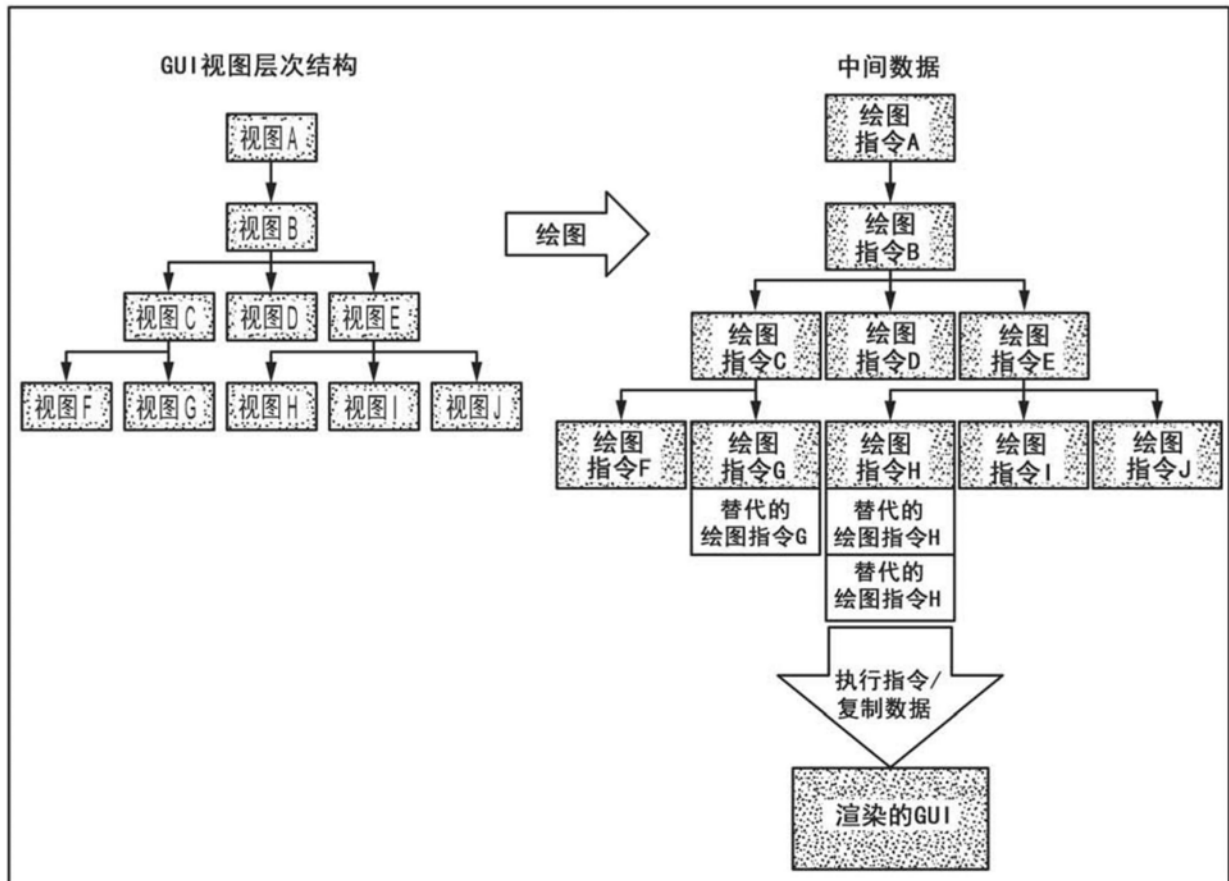 GUI视图层次结构
视图A
视图B
视图C
视图D
视图E
视图F
视图G
视图H
视图I
视图J
绘图
中间数据
绘图
指令A
绘图
指令B
绘图
指令C
绘图
指令D
绘图
指令E
绘图
指令F
绘图
指令G
绘图
指令H
绘图
指令I
绘图
指令J
替代的
绘图指令G
替代的
绘图指令H
替代的
绘图指令H
执行指令/
复制数据
渲染的GUI